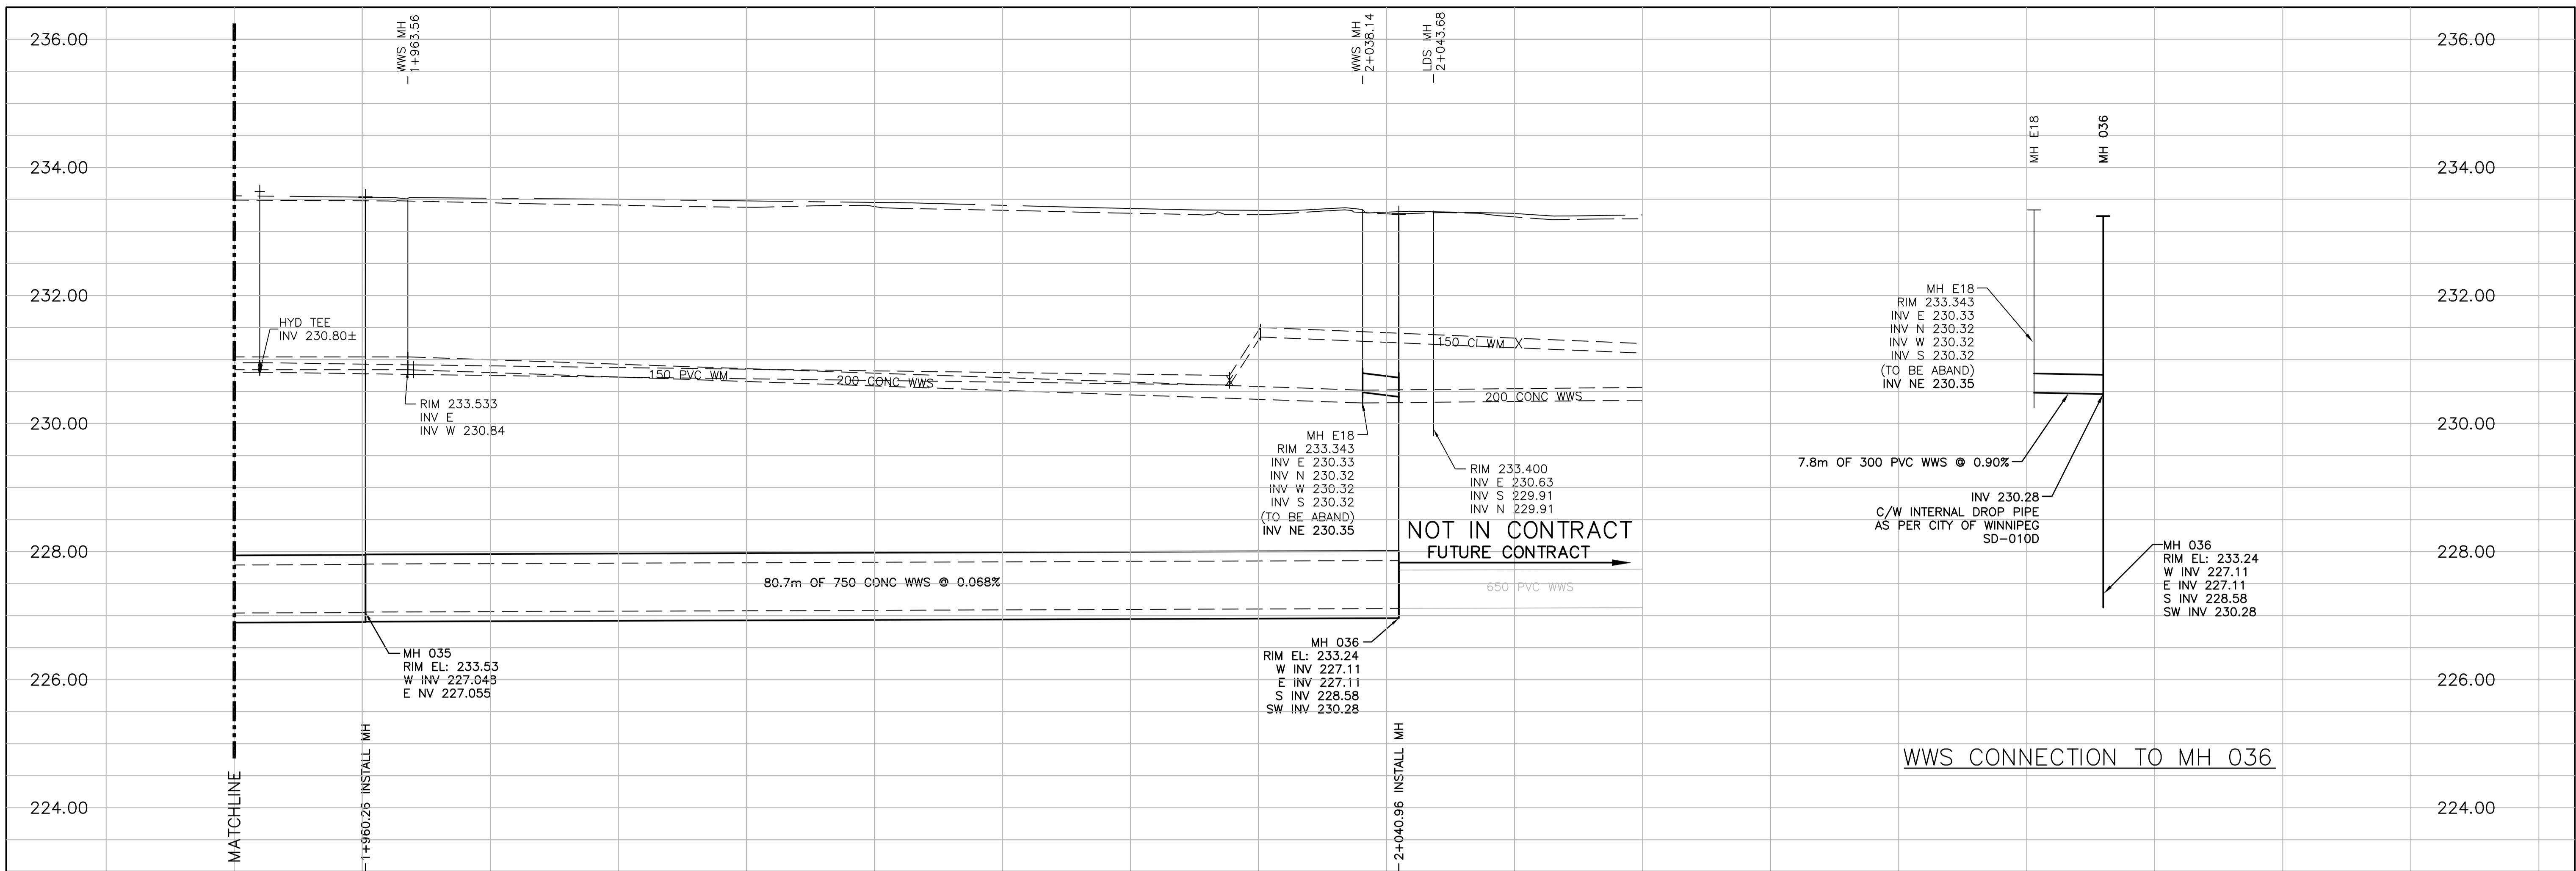 236.00
234.00
232.00
230.00
228.00
226.00
224.00
MATCHLINE
WWS MH
1+963.56
WWS MH
2+038.14
LDS MH
2+043.68
HYD TEE
INV 230.80±
RIM 233.533
INV E
INV W 230.84
150 PVC WM
200 CONC WWS
150 CI WM
200 CONC WWS
MH E18
RIM 233.343
INV E 230.33
INV N 230.32
INV W 230.32
INV S 230.32
(TO BE ABAND)
INV NE 230.35
RIM 233.400
INV E 230.63
INV S 229.91
INV N 229.91
NOT IN CONTRACT
FUTURE CONTRACT
650 PVC WWS
80.7m OF 750 CONC WWS @ 0.068%
MH 035
RIM EL: 233.53
W INV 227.043
E NV 227.055
MH 036
RIM EL: 233.24
W INV 227.11
E INV 227.11
S INV 228.58
SW INV 230.28
1+960.26 INSTALL MH
2+040.96 INSTALL MH
MH E18
MH 036
MH E18
RIM 233.343
INV E 230.33
INV N 230.32
INV W 230.32
INV S 230.32
(TO BE ABAND)
INV NE 230.35
7.8m OF 300 PVC WWS @ 0.90%
INV 230.28
C/W INTERNAL DROP PIPE
AS PER CITY OF WINNIPEG
SD-010D
MH 036
RIM EL: 233.24
W INV 227.11
E INV 227.11
S INV 228.58
SW INV 230.28
WWS CONNECTION TO MH 036
236.00
234.00
232.00
230.00
228.00
226.00
224.00